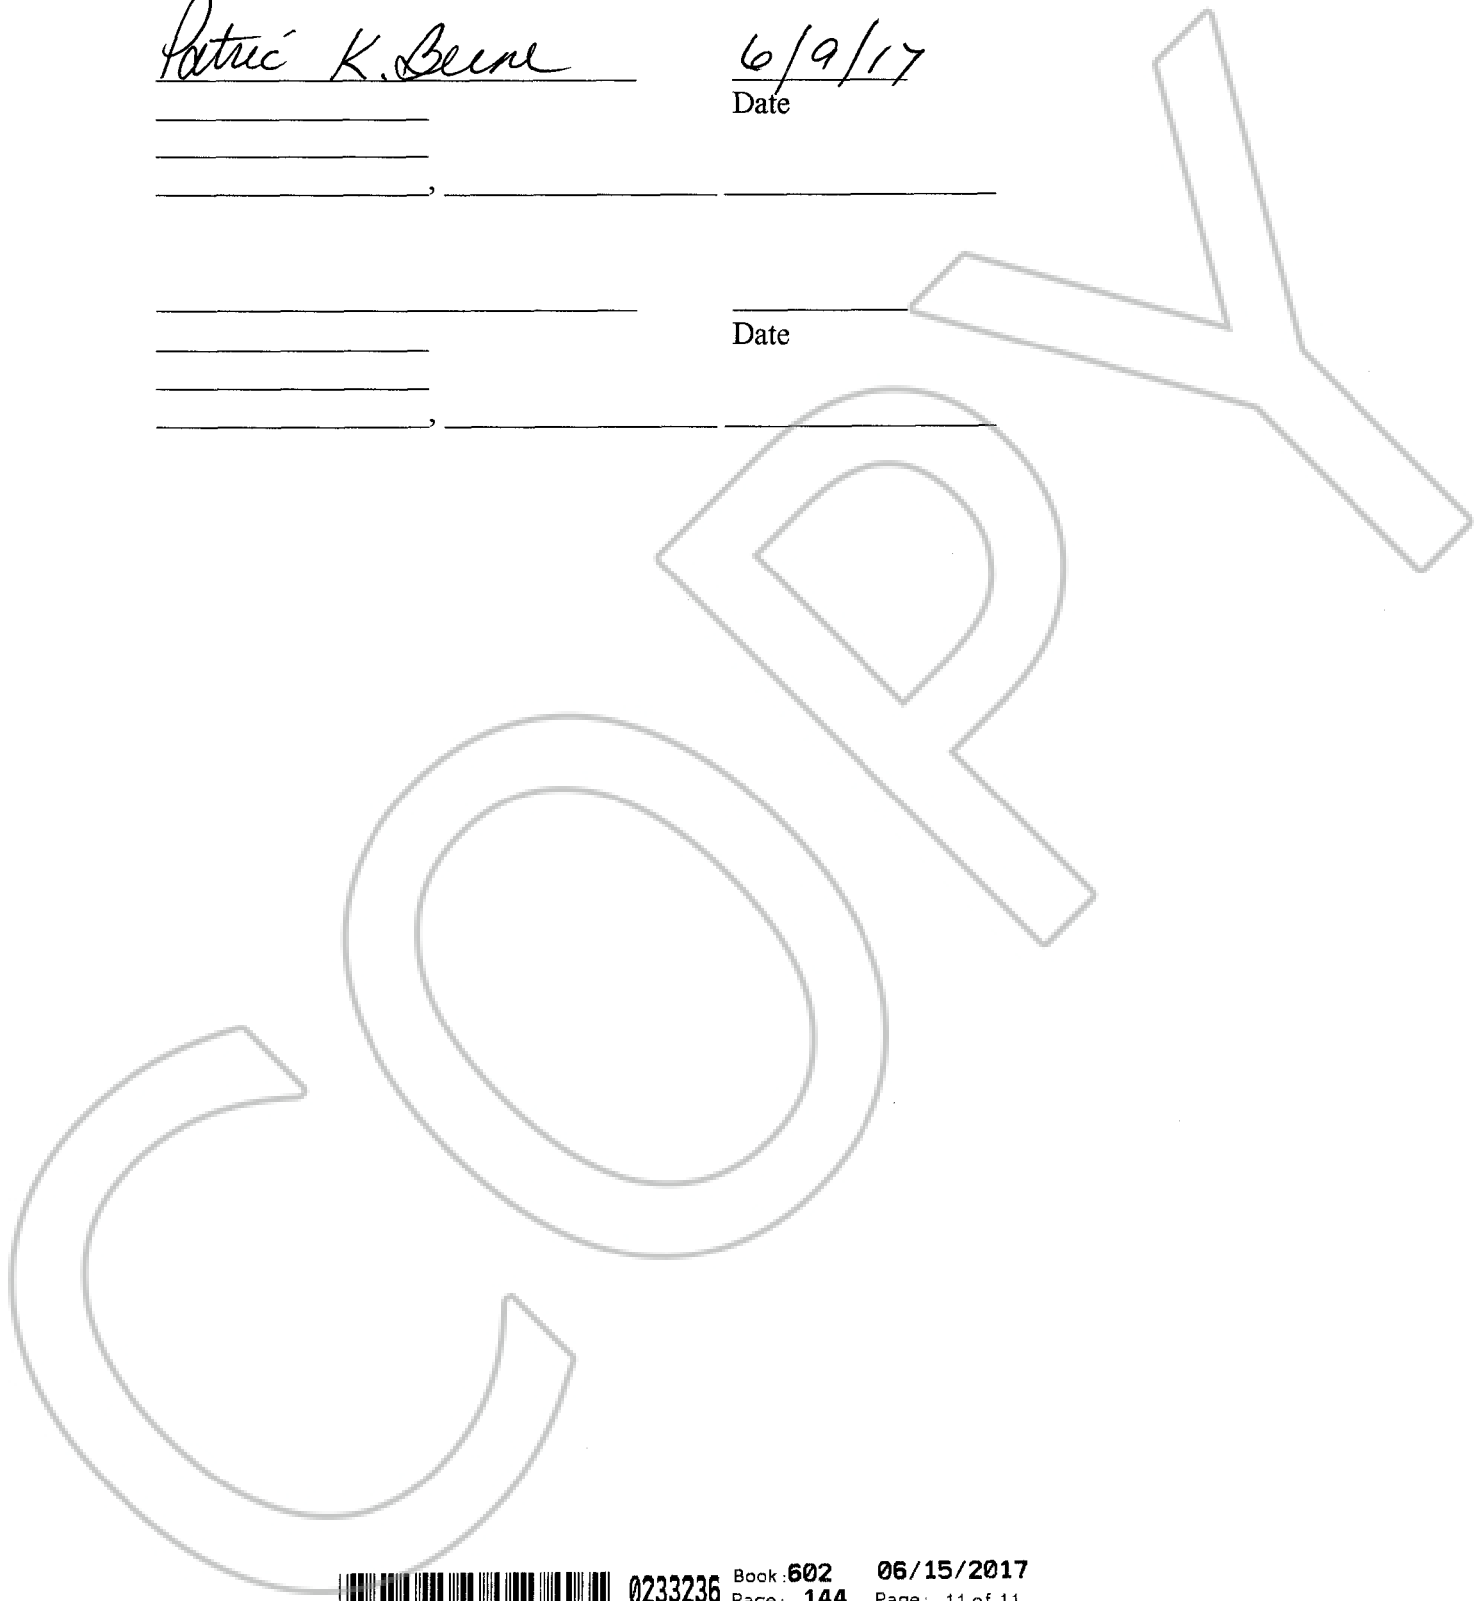 Patric K. Beene 6/9/17
Date
,
Date
,
COPY
0233236 Book: 602 06/15/2017
Page: 144 Page: 11 of 11